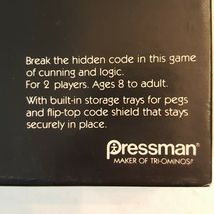 Break the hidden code in this game
of cunning and logic.
For 2 players. Ages 8 to adult.
With built-in storage trays for pegs
and flip-top code shield that stays
securely in place.
Pressman®
MAKER OF TRI-OMINOS®